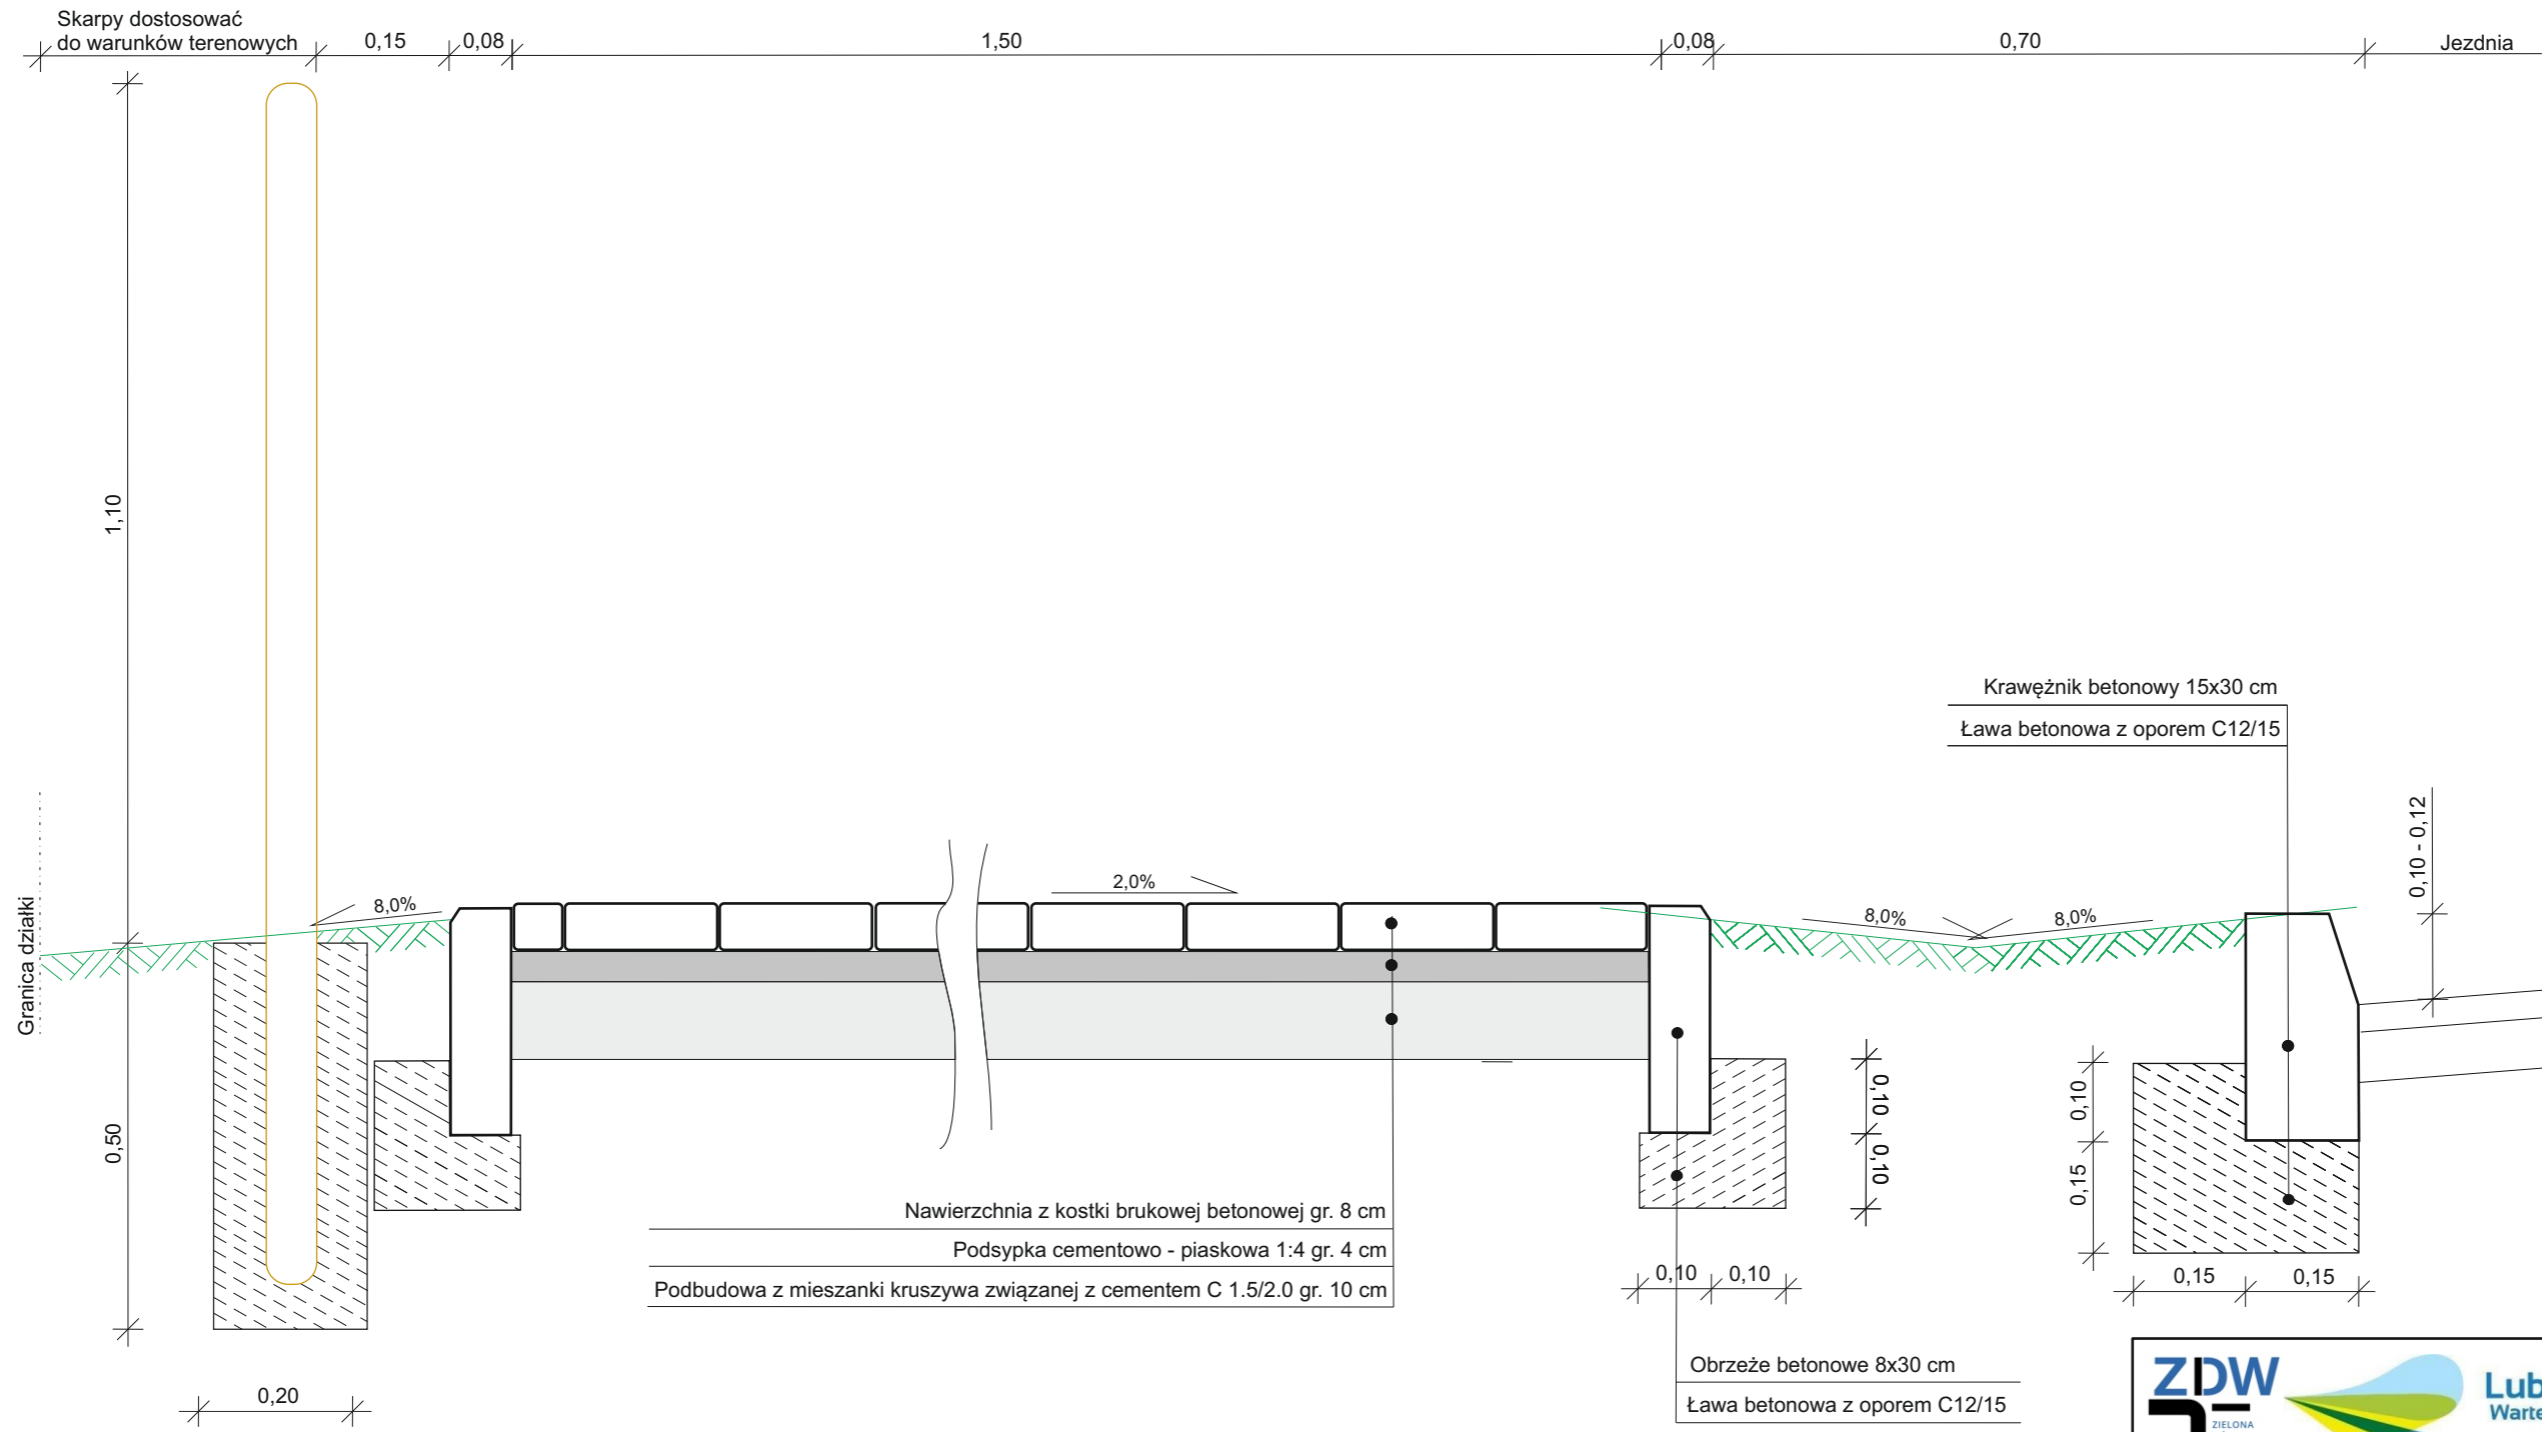 Skarpy dostosować
do warunków terenowych
0,15
0,08
1,50
0,08
0,70
Jezdnia
1,10
Krawężnik betonowy 15x30 cm
Ława betonowa z oporem C12/15
0,10 - 0,12
Granica działki
8,0%
2,0%
8,0%
8,0%
0,50
0,10
0,10
0,10
0,15
Nawierzchnia z kostki brukowej betonowej gr. 8 cm
Podsypka cementowo - piaskowa 1:4 gr. 4 cm
Podbudowa z mieszanki kruszywa związanej z cementem C 1.5/2.0 gr. 10 cm
0,10
0,10
0,15
0,15
Obrzeże betonowe 8x30 cm
Ława betonowa z oporem C12/15
0,20
ZDW
ZIELONA
Lub
Warte